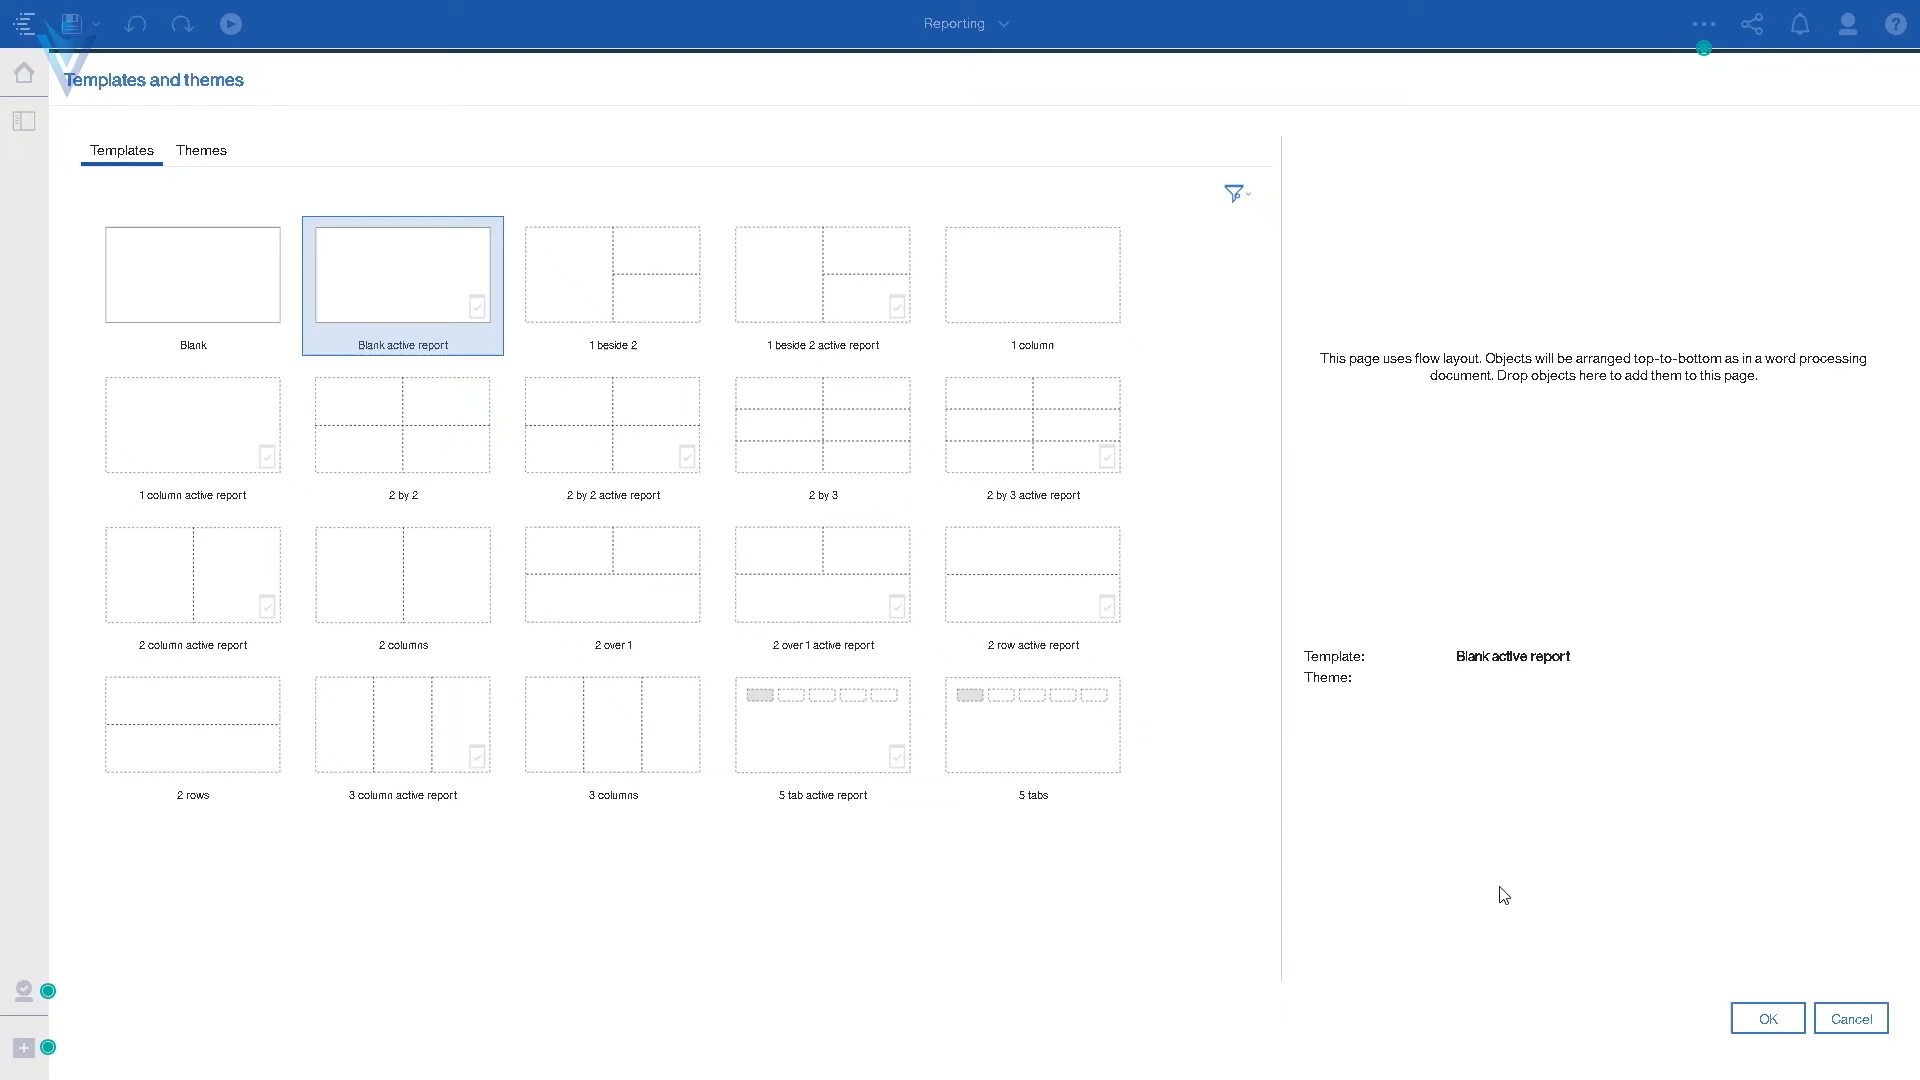 Reporting
Templates and themes
Templates
Themes
Blank
Blank active report
1 beside 2
1 beside 2 active report
1 column
1 column active report
2 by 2
2 by 2 active report
2 by 3
2 by 3 active report
2 column active report
2 columns
2 over 1
2 over 1 active report
2 row active report
2 rows
3 column active report
3 columns
5 tab active report
5 tabs
This page uses flow layout. Objects will be arranged top-to-bottom as in a word processing
document. Drop objects here to add them to this page.
Template: Blank active report
Theme:
OK
Cancel